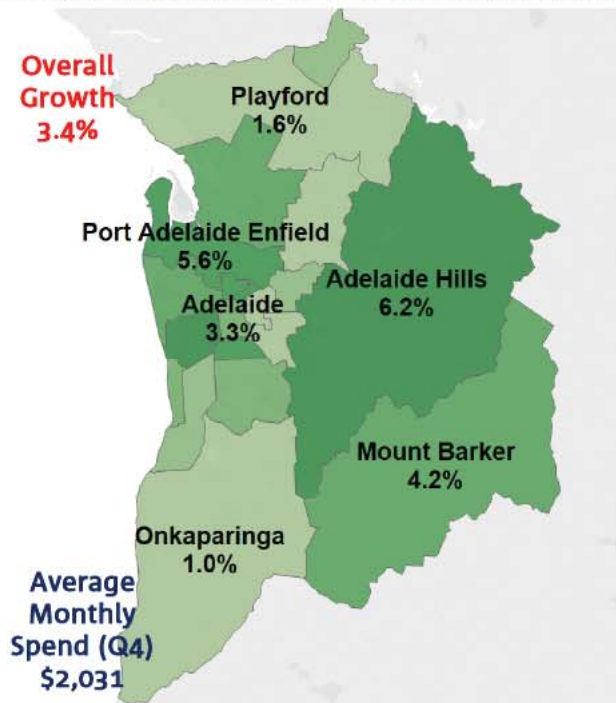 Overall
Growth
3.4%
Playford
1.6%
Port Adelaide Enfield
5.6%
Adelaide
3.3%
Adelaide Hills
6.2%
Mount Barker
4.2%
Onkaparinga
1.0%
Average
Monthly
Spend (Q4)
$2,031